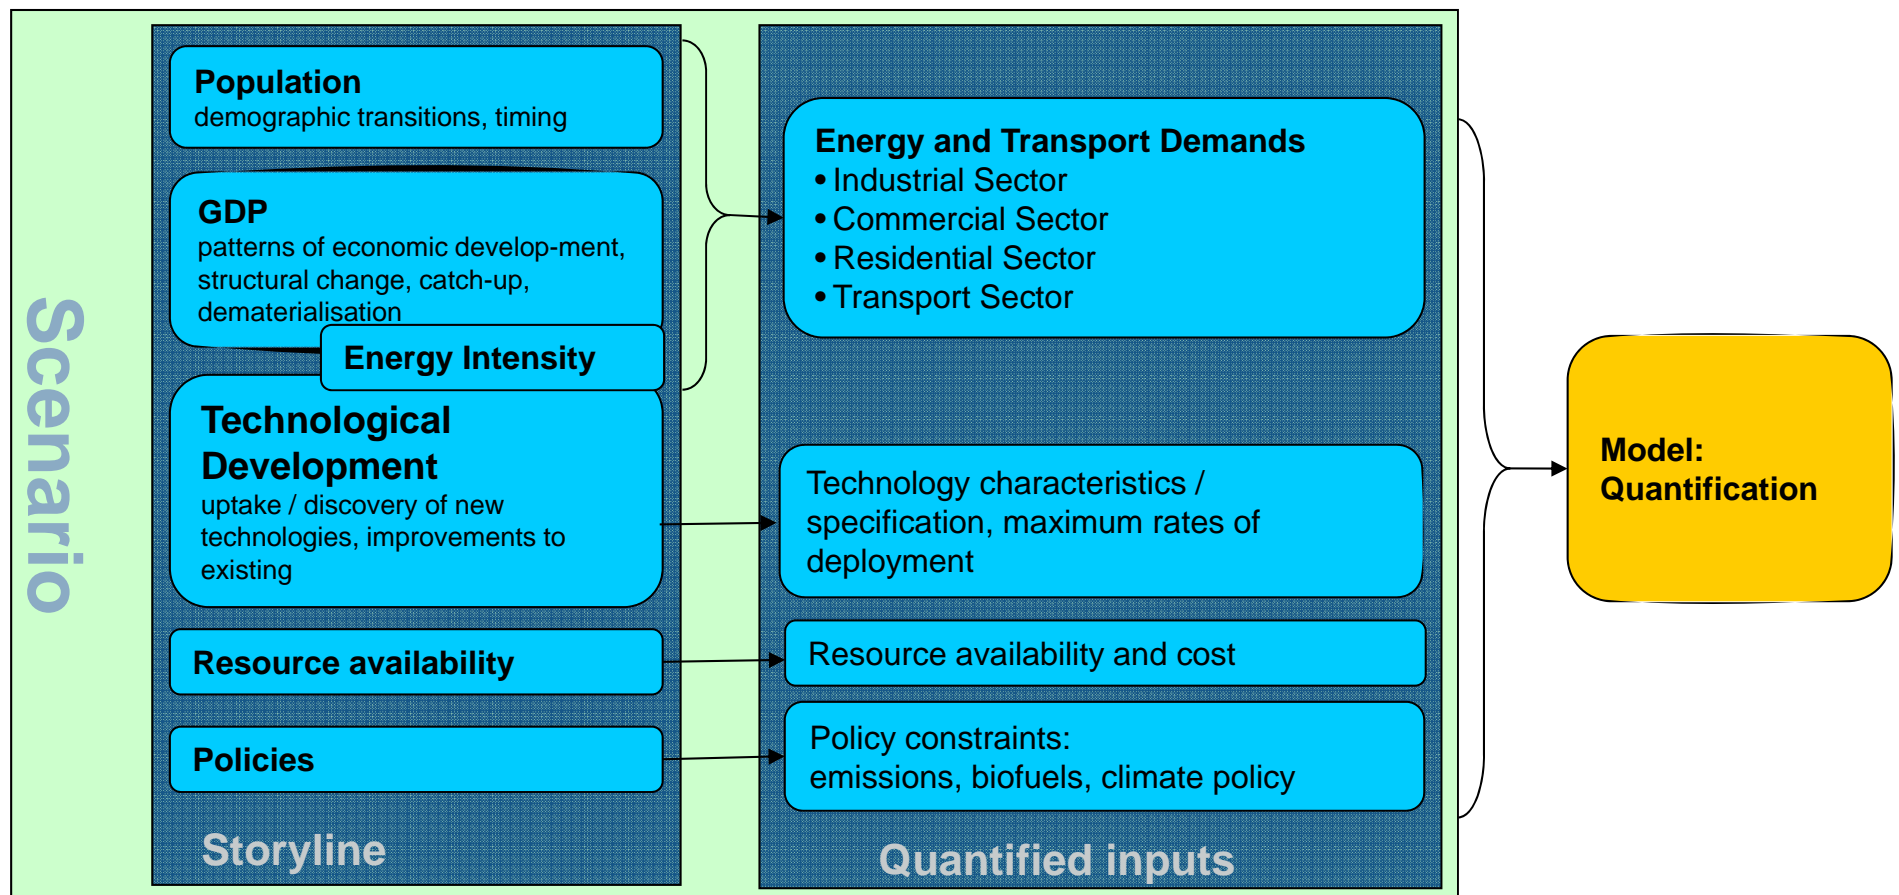 Scenario
Population
demographic transitions, timing
GDP
patterns of economic develop-ment,
structural change, catch-up,
dematerialisation
Energy Intensity
Technological
Development
uptake / discovery of new
technologies, improvements to
existing
Resource availability
Policies
Storyline
Energy and Transport Demands
• Industrial Sector
• Commercial Sector
• Residential Sector
• Transport Sector
Technology characteristics /
specification, maximum rates of
deployment
Resource availability and cost
Policy constraints:
emissions, biofuels, climate policy
Quantified inputs
Model:
Quantification